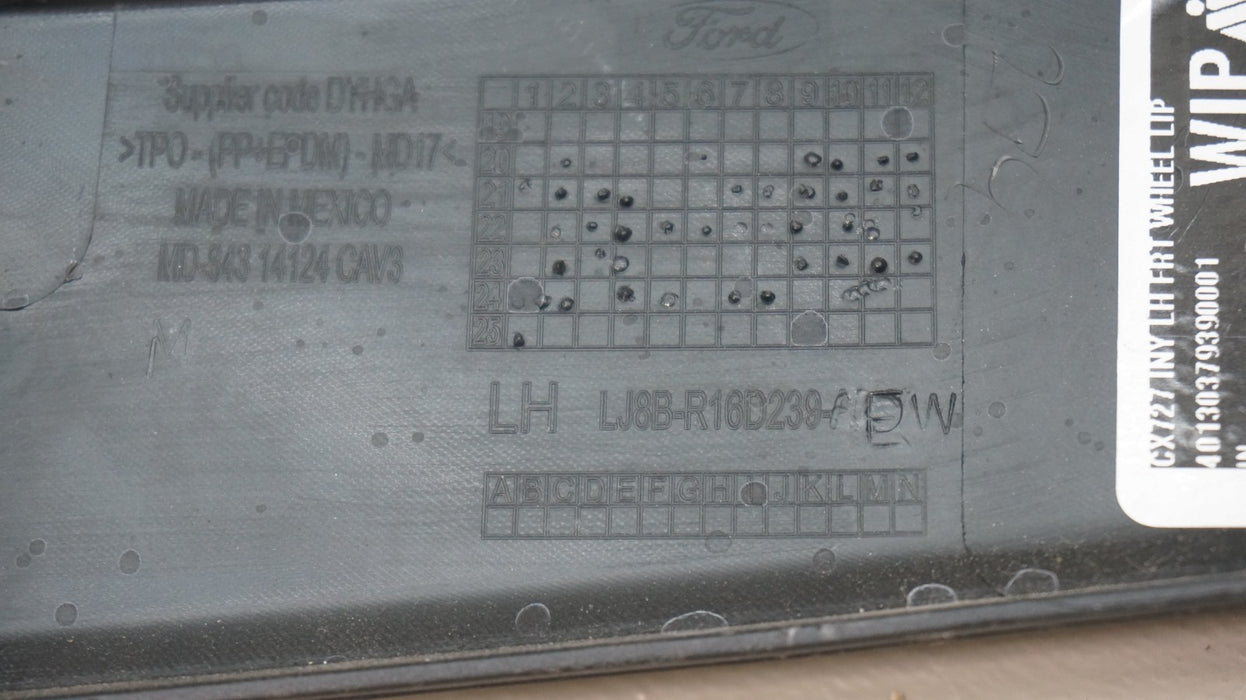 Ford
Supplier code DYHGA
>TPO - (PP+EPDM) - MD17<
MADE IN MEXICO
MD-343 14124 CAV3
M
1 2 3 4 5 6 7 8 9 10 11 12
19
20
21
22
23
24
25
LH LJ8B-R16D239-
EW
A B C D E F G H J K L M N
CX727 INY LH FRT WHEEL LIP
40130379390001